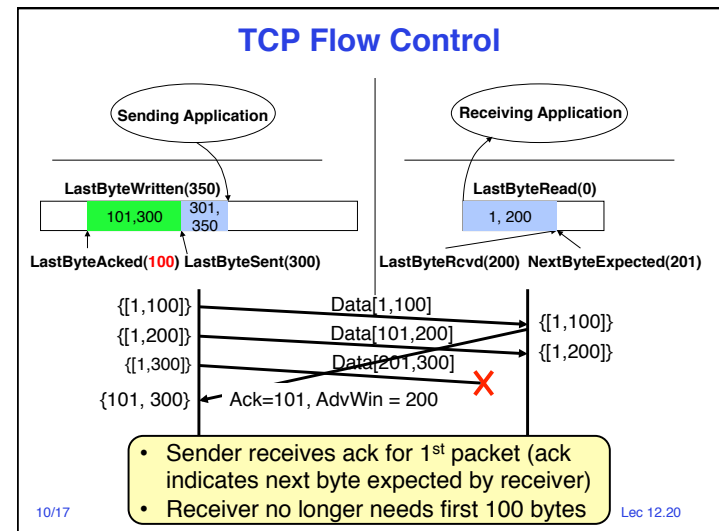 TCP Flow Control
Sending Application
Receiving Application
LastByteWritten(350)
LastByteRead(0)
101,300
301,
350
1, 200
LastByteAcked(100) LastByteSent(300)
LastByteRcvd(200) NextByteExpected(201)
{[1,100]}
Data[1,100]
{[1,100]}
{[1,200]}
Data[101,200]
{[1,200]}
{[1,300]}
Data[201,300]
{101, 300}
Ack=101, AdvWin = 200
• Sender receives ack for 1st packet (ack
indicates next byte expected by receiver)
• Receiver no longer needs first 100 bytes
10/17
Lec 12.20